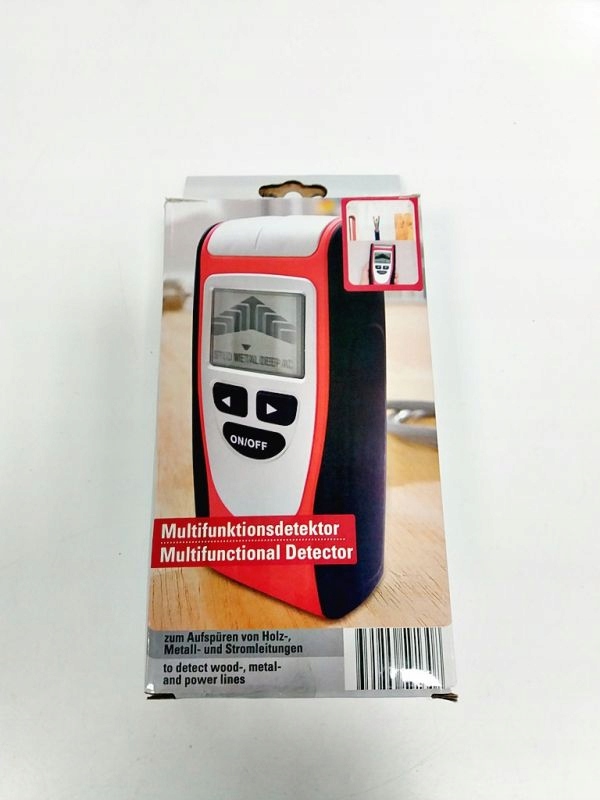 STUD METAL DEEP AC
ON/OFF
Multifunktionsdetektor
Multifunctional Detector
zum Aufspüren von Holz-,
Metall- und Stromleitungen
to detect wood-, metal-
and power lines